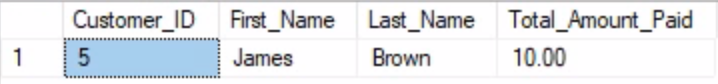 Customer_ID First_Name Last_Name Total_Amount_Paid
1 5 James Brown 10.00